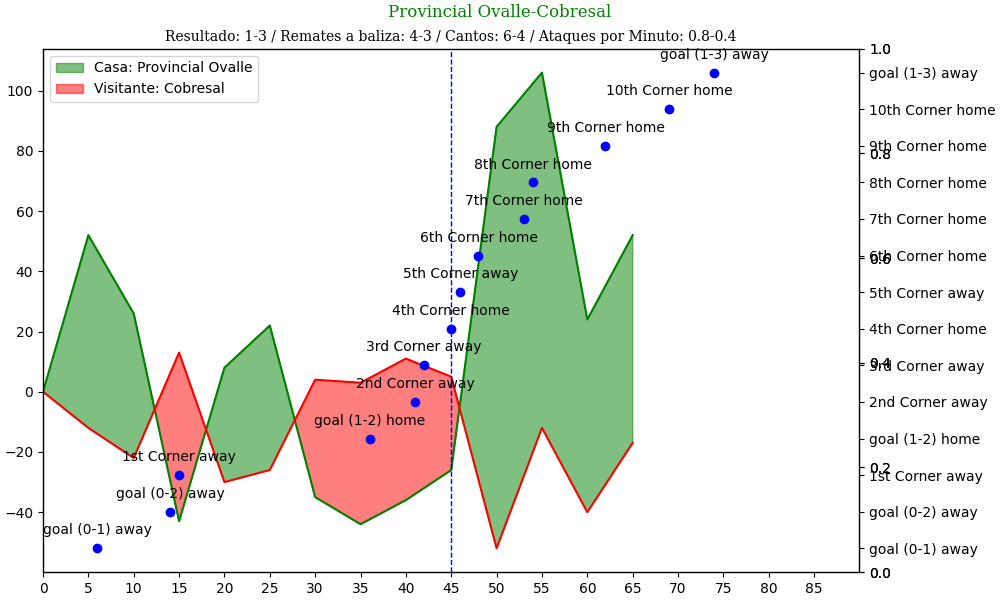 Provincial Ovalle-Cobresal
Resultado: 1-3 / Remates a baliza: 4-3 / Cantos: 6-4 / Ataques por Minuto: 0.8-0.4
Casa: Provincial Ovalle
Visitante: Cobresal
goal (1-3) away
10th Corner home
9th Corner home
8th Corner home
7th Corner home
6th Corner home
5th Corner away
4th Corner home
3rd Corner away
2nd Corner away
goal (1-2) home
1st Corner away
goal (0-2) away
goal (0-1) away
100
80
60
40
20
0
−20
−40
0 5 10 15 20 25 30 35 40 45 50 55 60 65 70 75 80 85
1.0
goal (1-3) away
10th Corner home
9th Corner home
0.8
8th Corner home
7th Corner home
6th Corner home
0.6
5th Corner away
4th Corner home
3rd Corner away
0.4
2nd Corner away
goal (1-2) home
0.2
1st Corner away
goal (0-2) away
goal (0-1) away
0.0